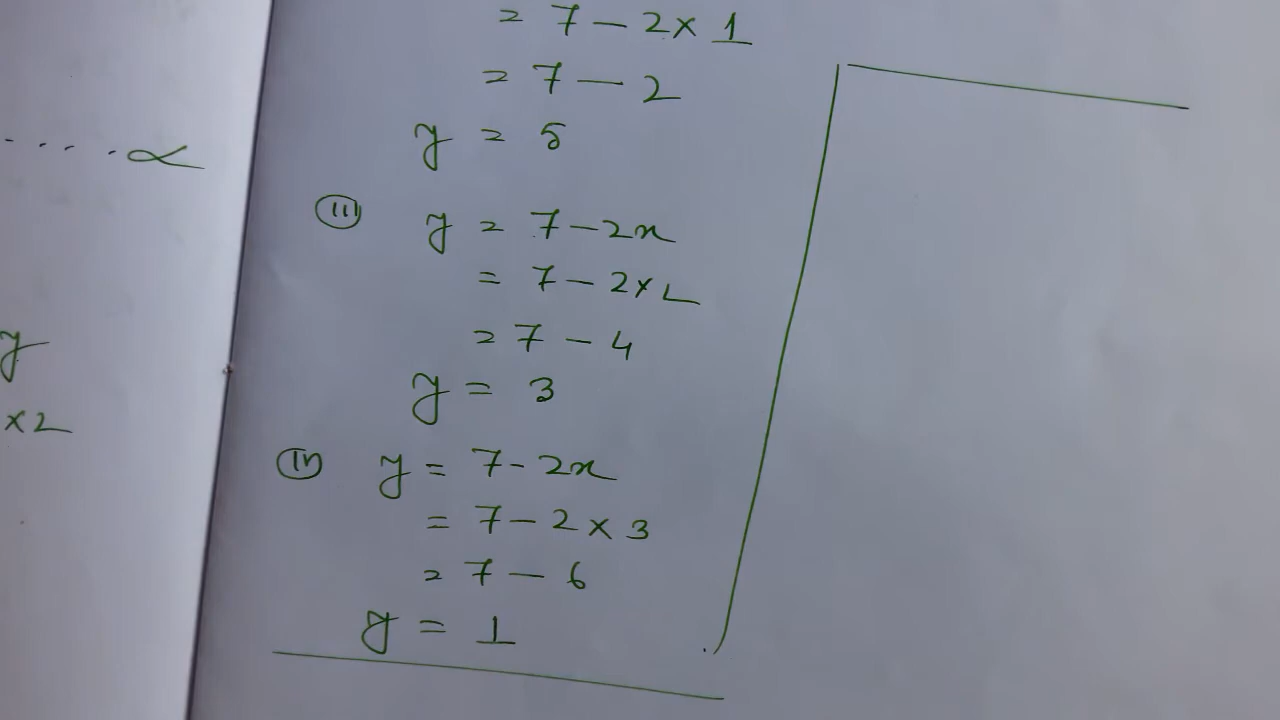 .... ∝
y
×2
= 7 - 2 × 1
= 7 - 2
y = 5
(iii) y = 7 - 2x
= 7 - 2 × 2
= 7 - 4
y = 3
(iv) y = 7 - 2x
= 7 - 2 × 3
= 7 - 6
y = 1